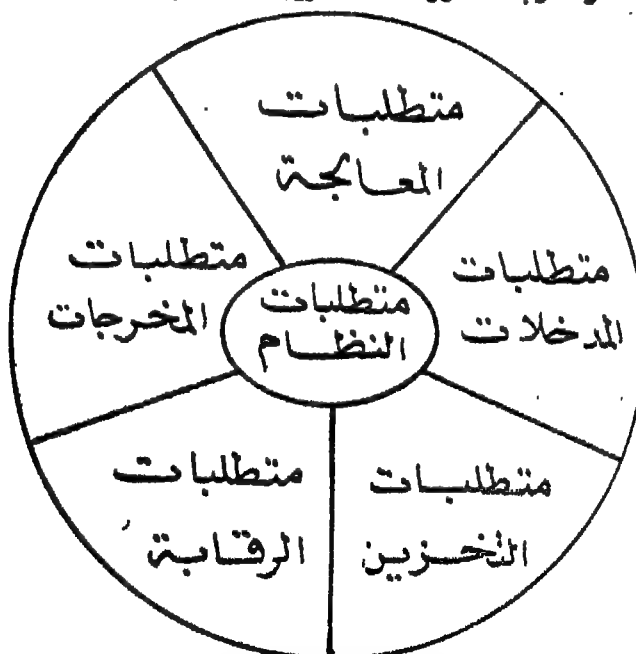 متطلبات
المعالجة
متطلبات
المدخلات
متطلبات
المخرجات
متطلبات
النظام
متطلبات
التخزين
متطلبات
الرقابة